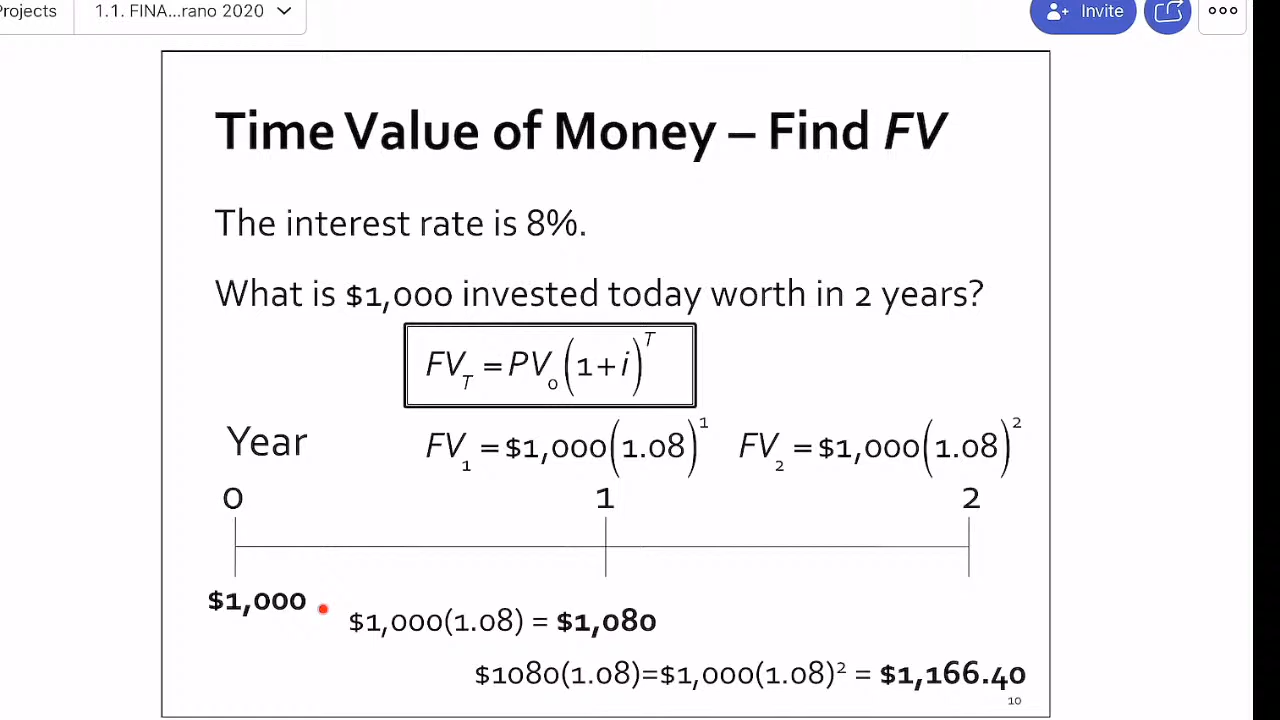 Projects 1.1. FINA...rano 2020 Invite
Time Value of Money – Find FV
The interest rate is 8%.
What is $1,000 invested today worth in 2 years?
FV_T = PV_0(1+i)^T
Year FV_1 = $1,000(1.08)^1 FV_2 = $1,000(1.08)^2
0 1 2
$1,000
$1,000(1.08) = $1,080
$1080(1.08)=$1,000(1.08)² = $1,166.40
10